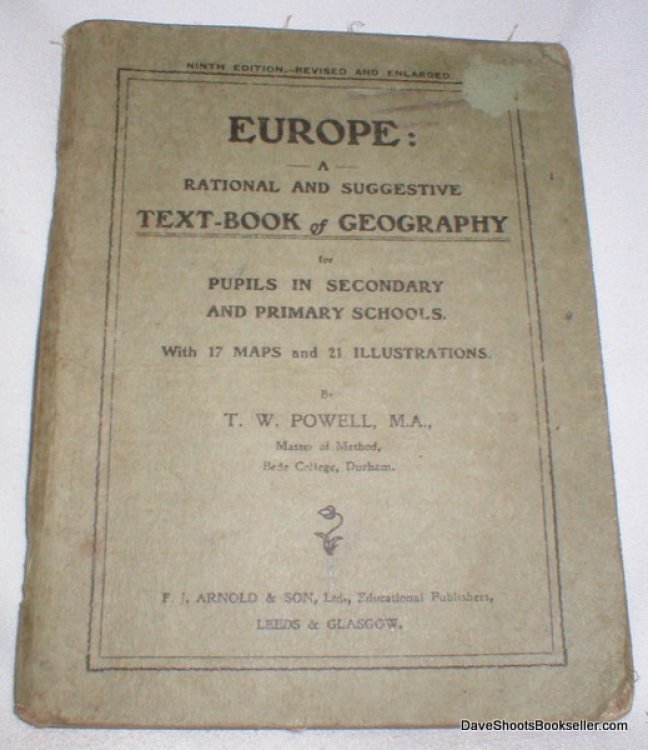 NINTH EDITION,—REVISED AND ENLARGED.
EUROPE:
— A —
RATIONAL AND SUGGESTIVE
TEXT-BOOK of GEOGRAPHY
for
PUPILS IN SECONDARY
AND PRIMARY SCHOOLS.
With 17 MAPS and 21 ILLUSTRATIONS.
By
T. W. POWELL, M.A.,
Master of Method,
Bede College, Durham.
E. J. ARNOLD & SON, Ltd., Educational Publishers,
LEEDS & GLASGOW.
DaveShootsBookseller.com